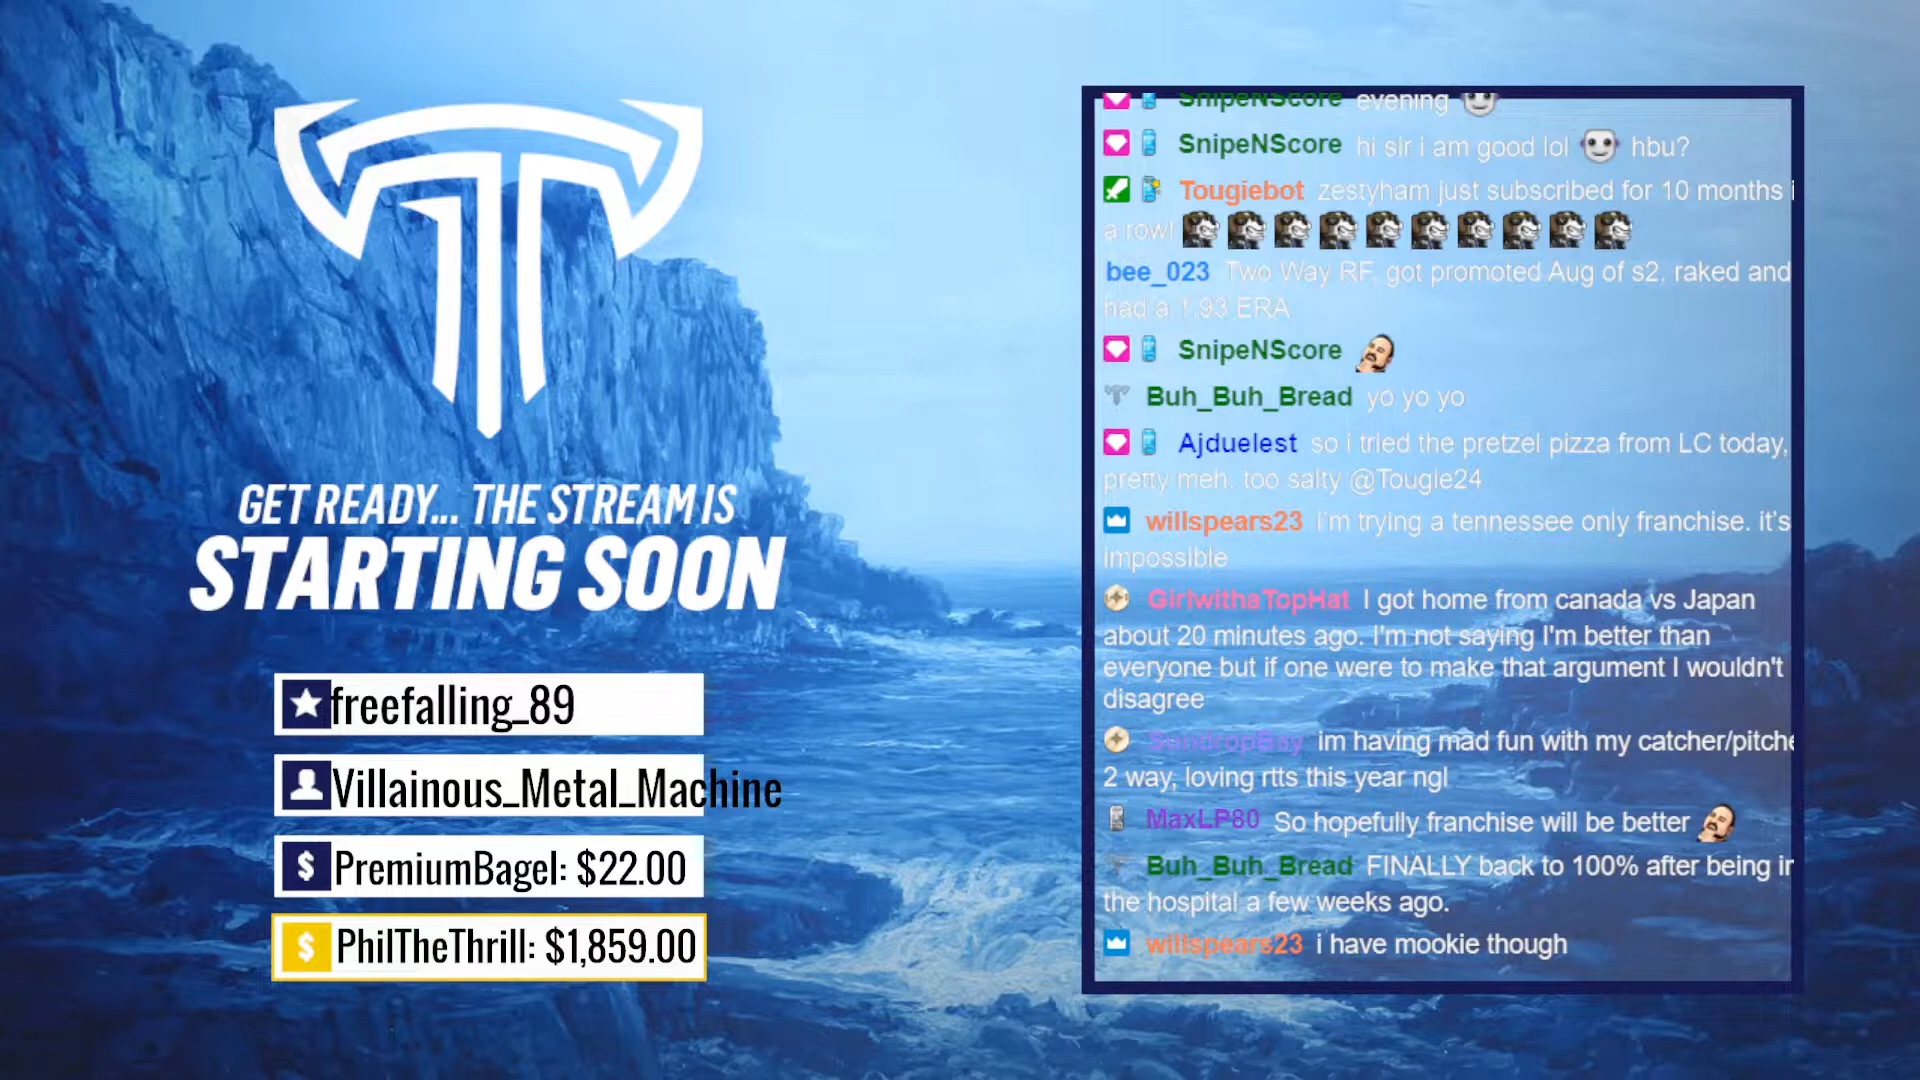 GET READY... THE STREAM IS
STARTING SOON
freefalling_89
Villainous_Metal_Machine
PremiumBagel: $22.00
PhilTheThrill: $1,859.00
SnipeNScore evening
SnipeNScore hi sir i am good lol hbu?
Tougiebot zestyham just subscribed for 10 months i
a row!
bee_023 Two Way RF, got promoted Aug of s2, raked and
had a 1.93 ERA
SnipeNScore
Buh_Buh_Bread yo yo yo
Ajduelest so i tried the pretzel pizza from LC today,
pretty meh. too salty @Tougie24
willspears23 I'm trying a tennessee only franchise. it's
impossible
GirlwithaTopHat I got home from canada vs Japan
about 20 minutes ago. I'm not saying I'm better than
everyone but if one were to make that argument I wouldn't
disagree
SundropBay im having mad fun with my catcher/pitche
2 way, loving rtts this year ngl
MaxLP80 So hopefully franchise will be better
Buh_Buh_Bread FINALLY back to 100% after being in
the hospital a few weeks ago.
willspears23 i have mookie though